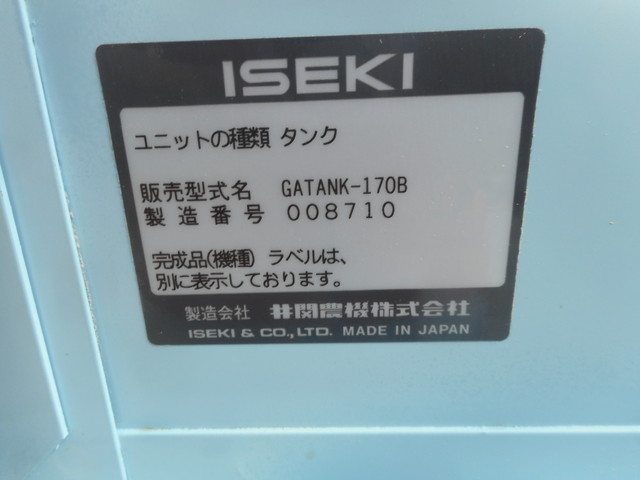 ISEKI
ユニットの種類 タンク
販売型式名 GATANK-170B
製造番号 008710
完成品(機種) ラベルは、
別に表示しております。
製造会社 井関農機株式会社
ISEKI & CO., LTD. MADE IN JAPAN